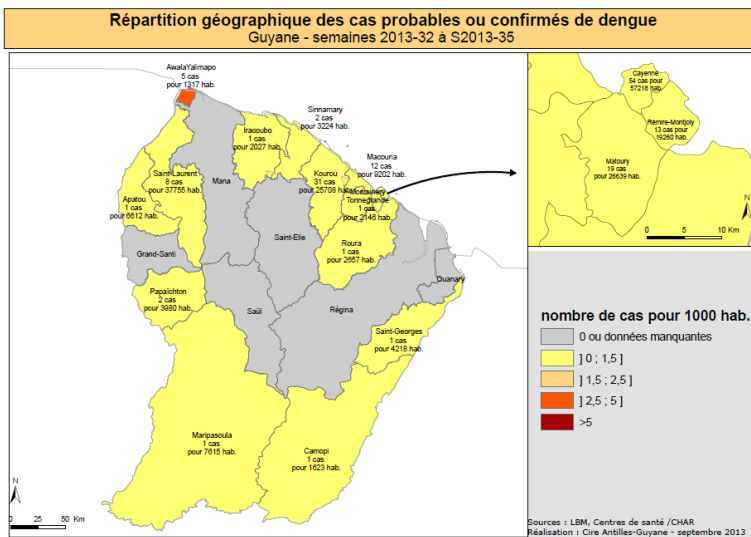 Répartition géographique des cas probables ou confirmés de dengue
Guyane - semaines 2013-32 à S2013-35
AwalaYalimapo
5 cas
pour 1317 hab.
Sinnamary
2 cas
pour 3224 hab.
Iracoubo
1 cas
pour 2027 hab.
Macouria
12 cas
pour 9202 hab.
Saint-Laurent
8 cas
pour 37755 hab.
Mana
Kourou
31 cas
pour 25708 hab.
Montsinery
Tonnegrande
1 cas
pour 2146 hab.
Apatou
1 cas
pour 6612 hab.
Saint-Elie
Roura
1 cas
pour 2657 hab.
Grand-Santi
Ouanary
Papaïchton
2 cas
pour 3980 hab.
Saül
Régina
Saint-Georges
1 cas
pour 4218 hab.
Maripasoula
1 cas
pour 7615 hab.
Camopi
1 cas
pour 1623 hab.
N
0 25 50 Km
Cayenne
54 cas pour
57218 hab.
Rémire-Montjoly
13 cas pour
19260 hab.
Matoury
19 cas
pour 26639 hab.
N
0 5 10 Km
nombre de cas pour 1000 hab.
0 ou données manquantes
] 0 ; 1,5 ]
] 1,5 ; 2,5 ]
] 2,5 ; 5 ]
>5
Sources : LBM, Centres de santé /CHAR
Réalisation : Cire Antilles-Guyane - septembre 2013